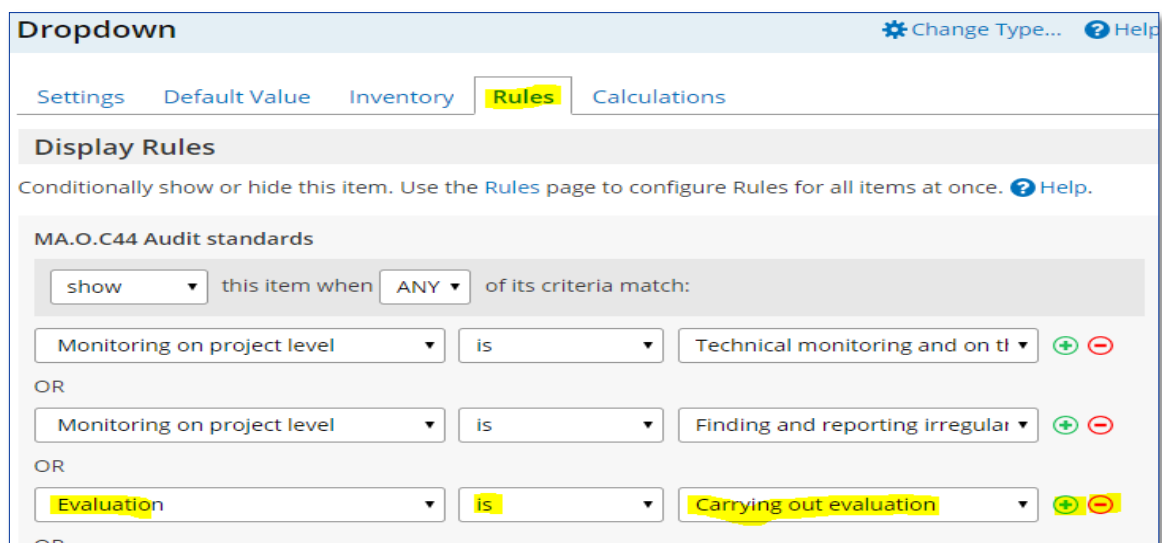 Dropdown Change Type... Help
Settings Default Value Inventory Rules Calculations
Display Rules
Conditionally show or hide this item. Use the Rules page to configure Rules for all items at once. Help.
MA.O.C44 Audit standards
show this item when ANY of its criteria match:
Monitoring on project level is Technical monitoring and on
OR
Monitoring on project level is Finding and reporting
OR
Evaluation is Carrying out evaluation
OR